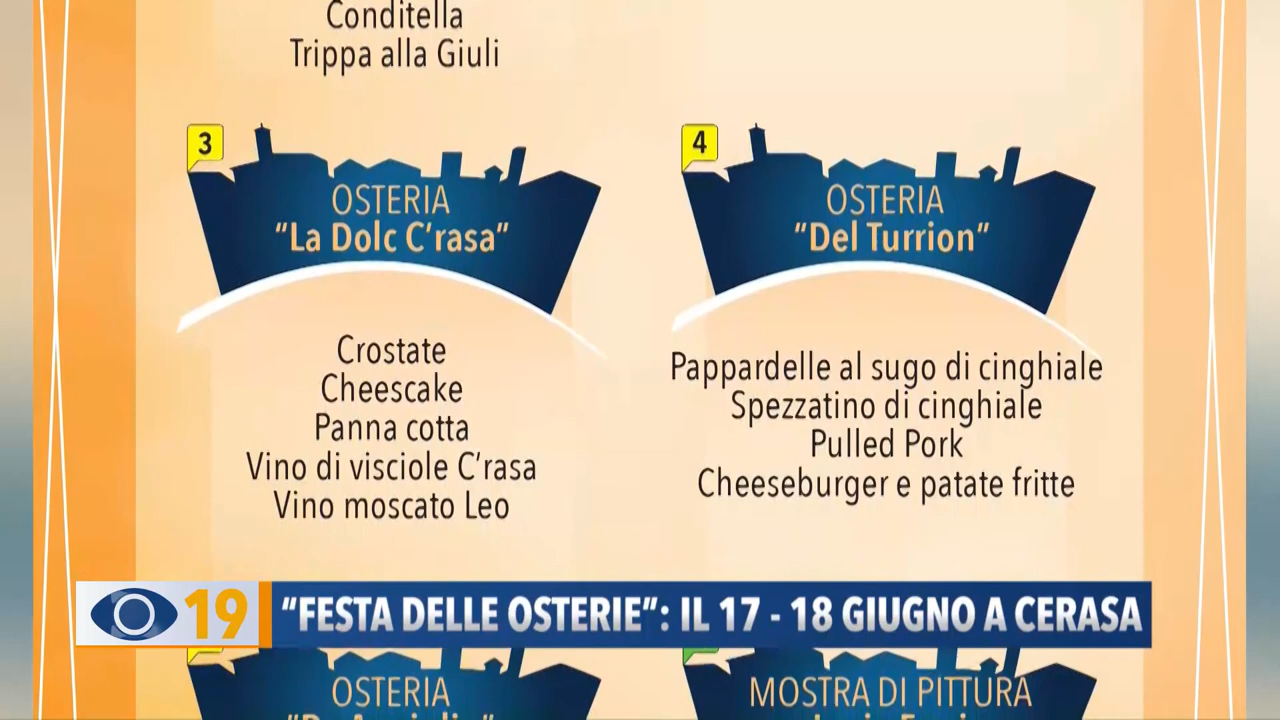 Conditella
Trippa alla Giuli
3
OSTERIA
"La Dolc C'rasa"
Crostate
Cheescake
Panna cotta
Vino di visciole C'rasa
Vino moscato Leo
4
OSTERIA
"Del Turrion"
Pappardelle al sugo di cinghiale
Spezzatino di cinghiale
Pulled Pork
Cheeseburger e patate fritte
19
"FESTA DELLE OSTERIE": IL 17 - 18 GIUGNO A CERASA
OSTERIA
MOSTRA DI PITTURA